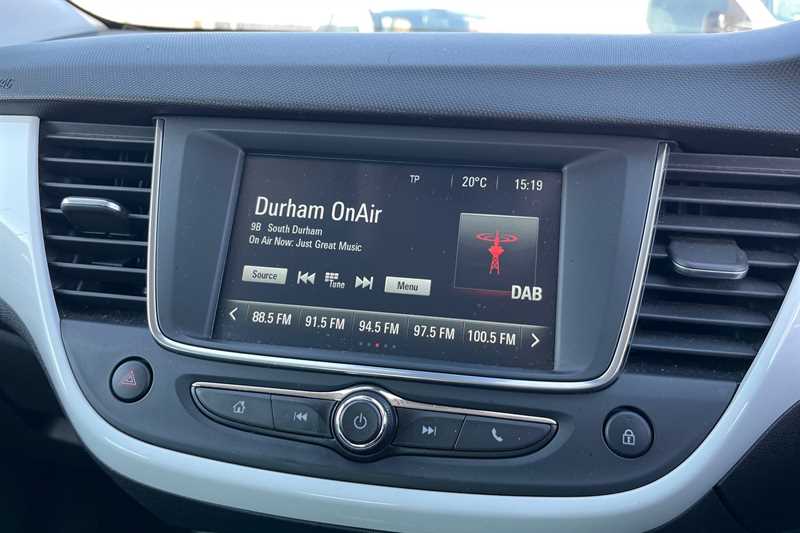 TP 20°C 15:19
Durham OnAir
9B South Durham
On Air Now: Just Great Music
Source Tune Menu
DAB
88.5 FM 91.5 FM 94.5 FM 97.5 FM 100.5 FM